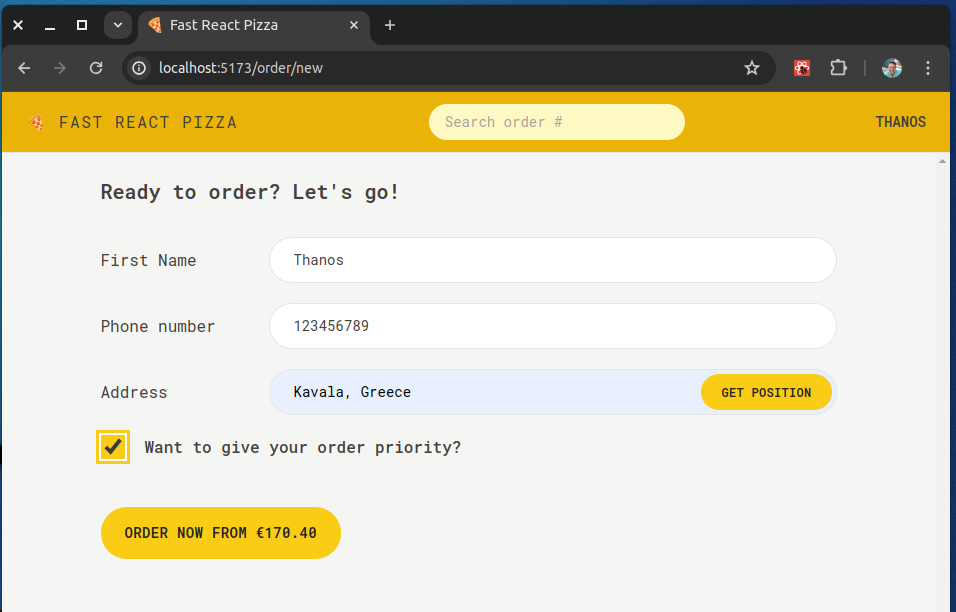 Fast React Pizza
localhost:5173/order/new
FAST REACT PIZZA
Search order #
THANOS
Ready to order? Let's go!
First Name
Thanos
Phone number
123456789
Address
Kavala, Greece
GET POSITION
Want to give your order priority?
ORDER NOW FROM €170.40